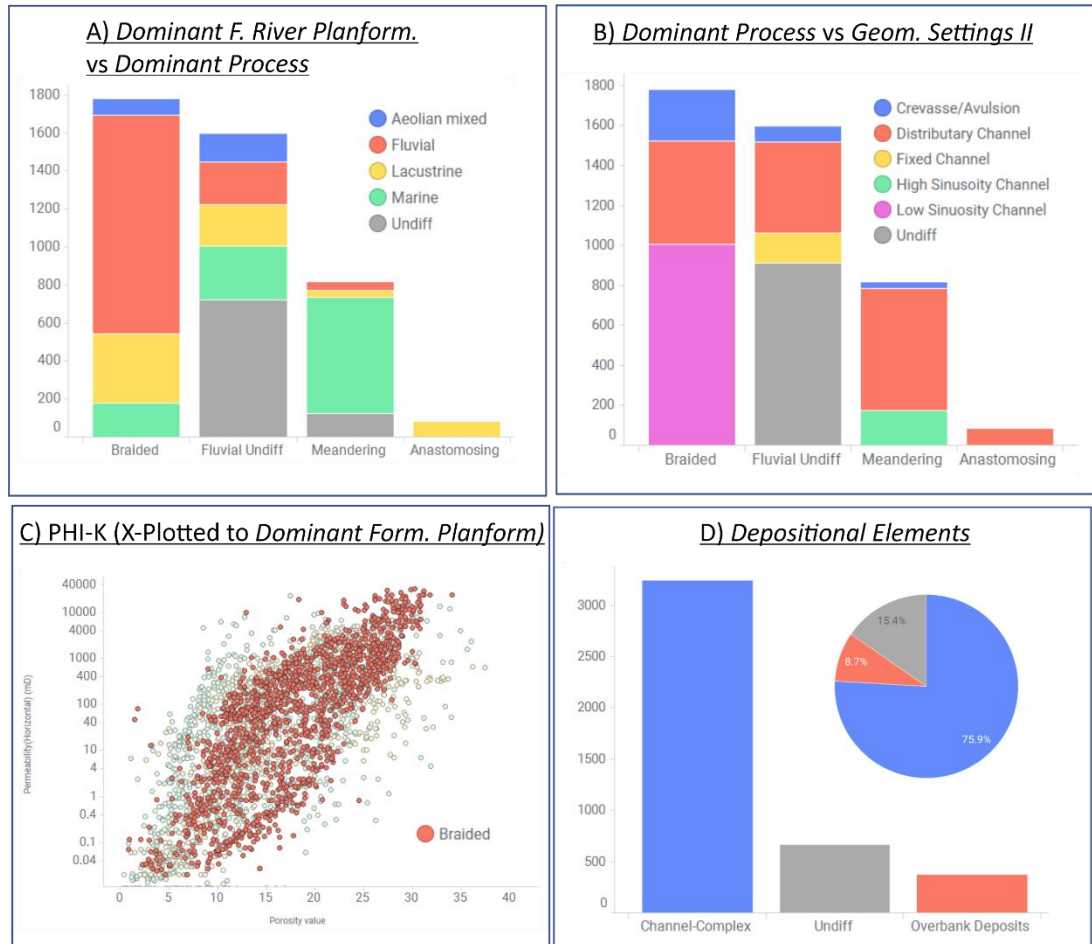 A) Dominant F. River Planform.
vs Dominant Process
1800
1600
1400
1200
1000
800
600
400
200
0
Aeolian mixed
Fluvial
Lacustrine
Marine
Undiff
Braided
Fluvial Undiff
Meandering
Anastomosing
B) Dominant Process vs Geom. Settings II
1800
1600
1400
1200
1000
800
600
400
200
0
Crevasse/Avulsion
Distributary Channel
Fixed Channel
High Sinusoity Channel
Low Sinuosity Channel
Undiff
Braided
Fluvial Undiff
Meandering
Anastomosing
C) PHI-K (X-Plotted to Dominant Form. Planform)
Permeability(Horizontal) (mD)
40000
10000
4000
1000
400
100
40
10
4
1
0.4
0.1
0.04
Braided
0 5 10 15 20 25 30 35 40
Porosity value
D) Depositional Elements
3000
2500
2000
1500
1000
500
0
15.4%
8.7%
75.9%
Channel-Complex
Undiff
Overbank Deposits